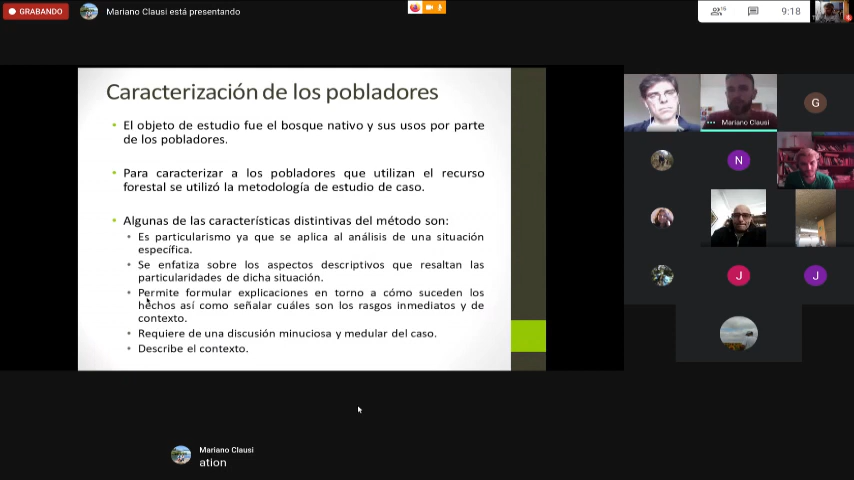 GRABANDO
Mariano Clausi está presentando
16
9:18
Caracterización de los pobladores
• El objeto de estudio fue el bosque nativo y sus usos por parte
de los pobladores.
• Para caracterizar a los pobladores que utilizan el recurso
forestal se utilizó la metodología de estudio de caso.
• Algunas de las características distintivas del método son:
• Es particularismo ya que se aplica al análisis de una situación
específica.
• Se enfatiza sobre los aspectos descriptivos que resaltan las
particularidades de dicha situación.
• Permite formular explicaciones en torno a cómo suceden los
hechos así como señalar cuáles son los rasgos inmediatos y de
contexto.
• Requiere de una discusión minuciosa y medular del caso.
• Describe el contexto.
Mariano Clausi
G
N
J
J
Mariano Clausi
ation